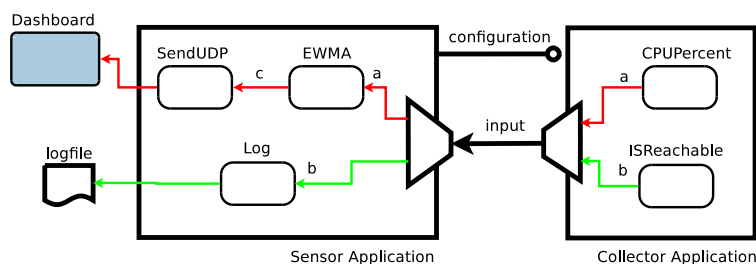 Dashboard
SendUDP
EWMA
configuration
CPUPercent
c
a
a
input
logfile
Log
b
ISReachable
b
Sensor Application
Collector Application